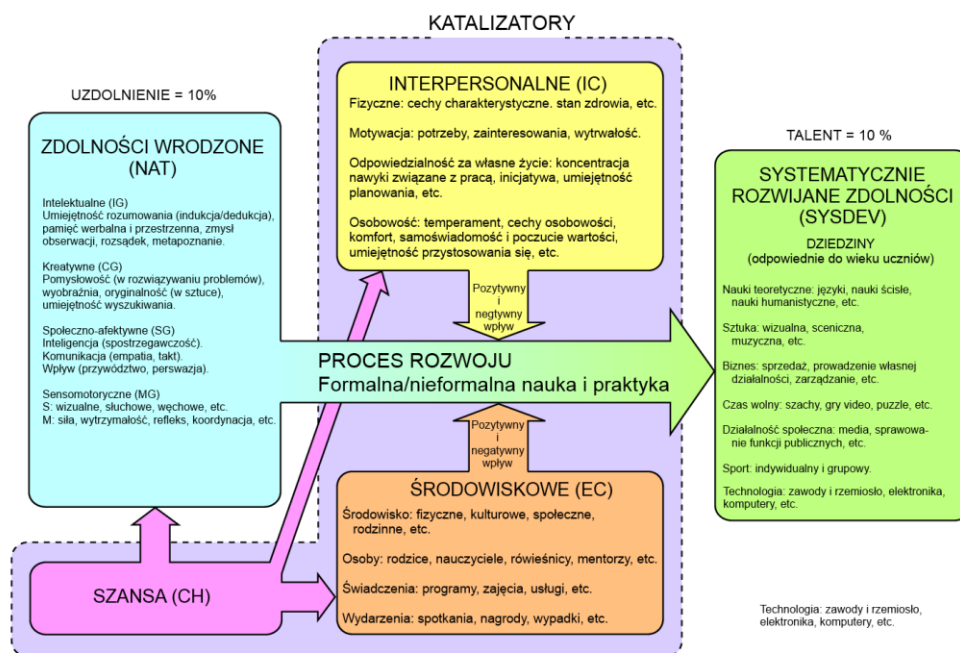 KATALIZATORY
UZDOLNIENIE = 10%
ZDOLNOŚCI WRODZONE
(NAT)
Intelektualne (IG)
Umiejętność rozumowania (indukcja/dedukcja),
pamięć werbalna i przestrzenna, zmysł
obserwacji, rozsądek, metapoznanie.
Kreatywne (CG)
Pomysłowość (w rozwiązywaniu problemów),
wyobraźnia, oryginalność (w sztuce),
umiejętność wyszukiwania.
Społeczno-afektywne (SG)
Inteligencja (spostrzegawczość).
Komunikacja (empatia, takt).
Wpływ (przywództwo, perswazja).
Sensomotoryczne (MG)
S: wizualne, słuchowe, węchowe, etc.
M: siła, wytrzymałość, refleks, koordynacja, etc.
INTERPERSONALNE (IC)
Fizyczne: cechy charakterystyczne. stan zdrowia, etc.
Motywacja: potrzeby, zainteresowania, wytrwałość.
Odpowiedzialność za własne życie: koncentracja
nawyki związane z pracą, inicjatywa, umiejętność
planowania, etc.
Osobowość: temperament, cechy osobowości,
komfort, samoświadomość i poczucie wartości,
umiejętność przystosowania się, etc.
Pozytywny
i
negtywny
wpływ
PROCES ROZWOJU
Formalna/nieformalna nauka i praktyka
Pozytywny
i
negatywny
wpływ
ŚRODOWISKOWE (EC)
Środowisko: fizyczne, kulturowe, społeczne,
rodzinne, etc.
Osoby: rodzice, nauczyciele, rówieśnicy, mentorzy, etc.
Świadczenia: programy, zajęcia, usługi, etc.
Wydarzenia: spotkania, nagrody, wypadki, etc.
SZANSA (CH)
TALENT = 10 %
SYSTEMATYCZNIE
ROZWIJANE ZDOLNOŚCI
(SYSDEV)
DZIEDZINY
(odpowiednie do wieku uczniów)
Nauki teoretyczne: języki, nauki ścisłe,
nauki humanistyczne, etc.
Sztuka: wizualna, sceniczna,
muzyczna, etc.
Biznes: sprzedaż, prowadzenie własnej
działalności, zarządzanie, etc.
Czas wolny: szachy, gry video, puzzle, etc.
Działalność społeczna: media, sprawowa-
nie funkcji publicznych, etc.
Sport: indywidualny i grupowy.
Technologia: zawody i rzemiosło, elektronika,
komputery, etc.
Technologia: zawody i rzemiosło,
elektronika, komputery, etc.